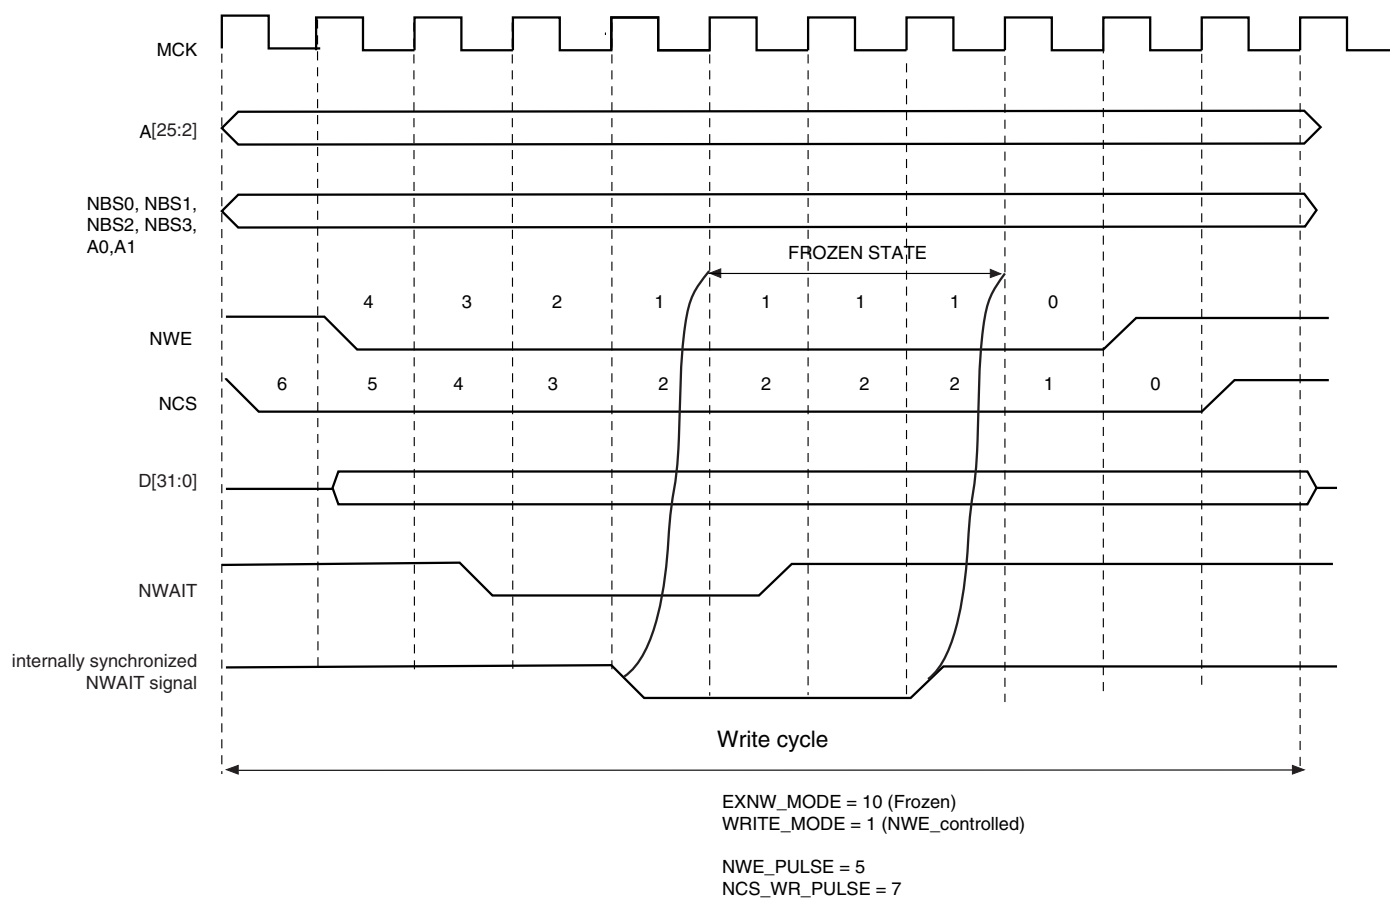 MCK
A[25:2]
NBS0, NBS1,
NBS2, NBS3,
A0,A1
FROZEN STATE
4 3 2 1 1 1 1 0
NWE
6 5 4 3 2 2 2 2 1 0
NCS
D[31:0]
NWAIT
internally synchronized
NWAIT signal
Write cycle
EXNW_MODE = 10 (Frozen)
WRITE_MODE = 1 (NWE_controlled)
NWE_PULSE = 5
NCS_WR_PULSE = 7